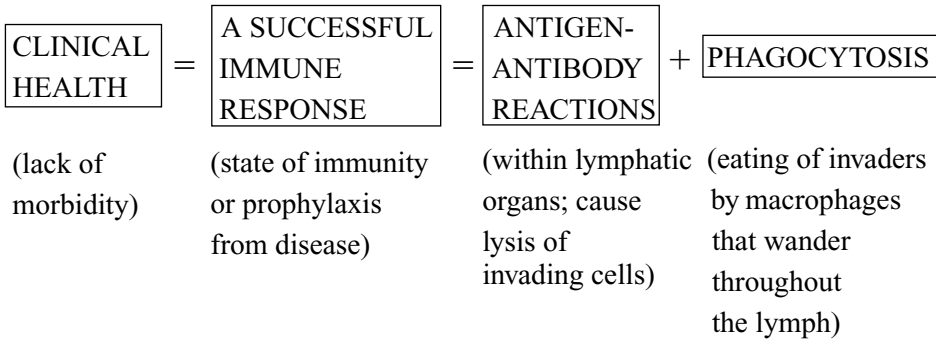 CLINICAL
HEALTH
=
A SUCCESSFUL
IMMUNE
RESPONSE
=
ANTIGEN-
ANTIBODY
REACTIONS
+
PHAGOCYTOSIS
(lack of
morbidity)
(state of immunity
or prophylaxis
from disease)
(within lymphatic
organs; cause
lysis of
invading cells)
(eating of invaders
by macrophages
that wander
throughout
the lymph)